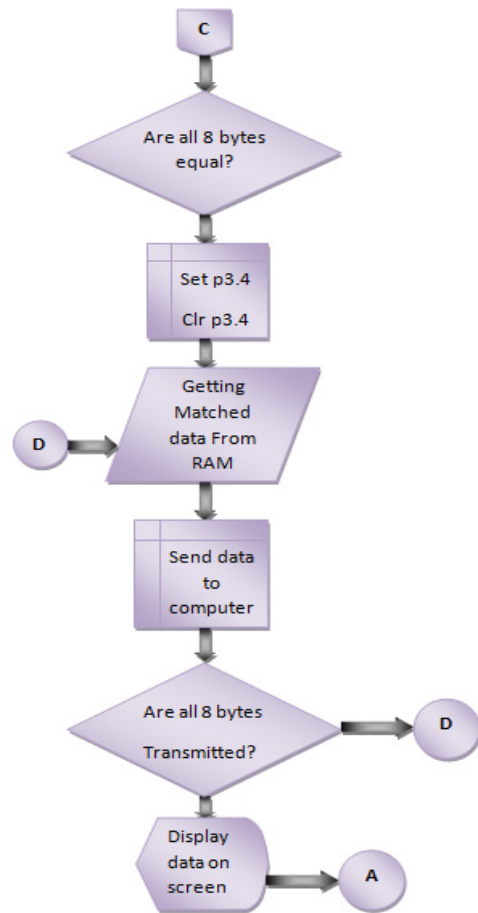 C
Are all 8 bytes
equal?
Set p3.4
Clr p3.4
Getting
Matched
data From
RAM
D
Send data
to
computer
Are all 8 bytes
Transmitted?
D
Display
data on
screen
A